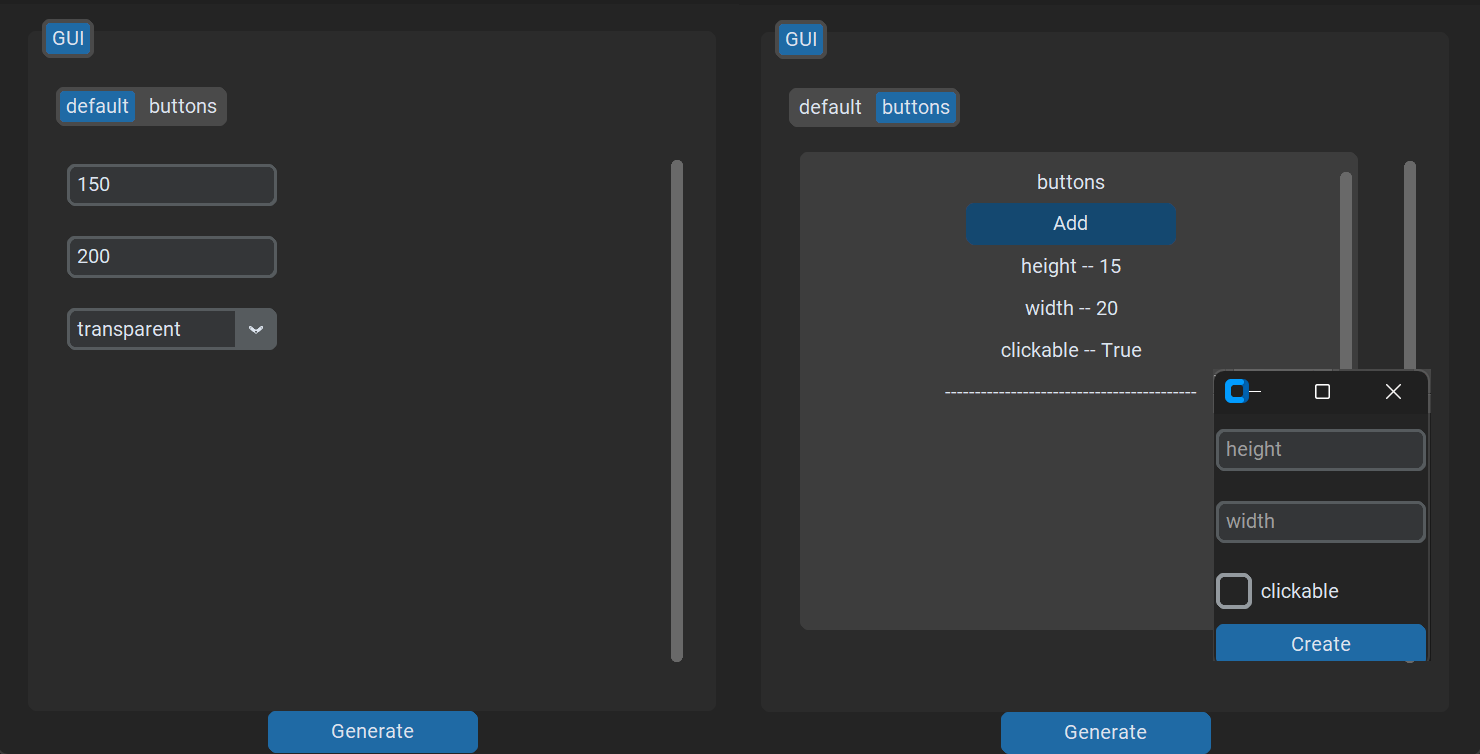 GUI
default buttons
150
200
transparent
Generate
GUI
default buttons
buttons
Add
height -- 15
width -- 20
clickable -- True
------------------------------------------
height
width
clickable
Create
Generate